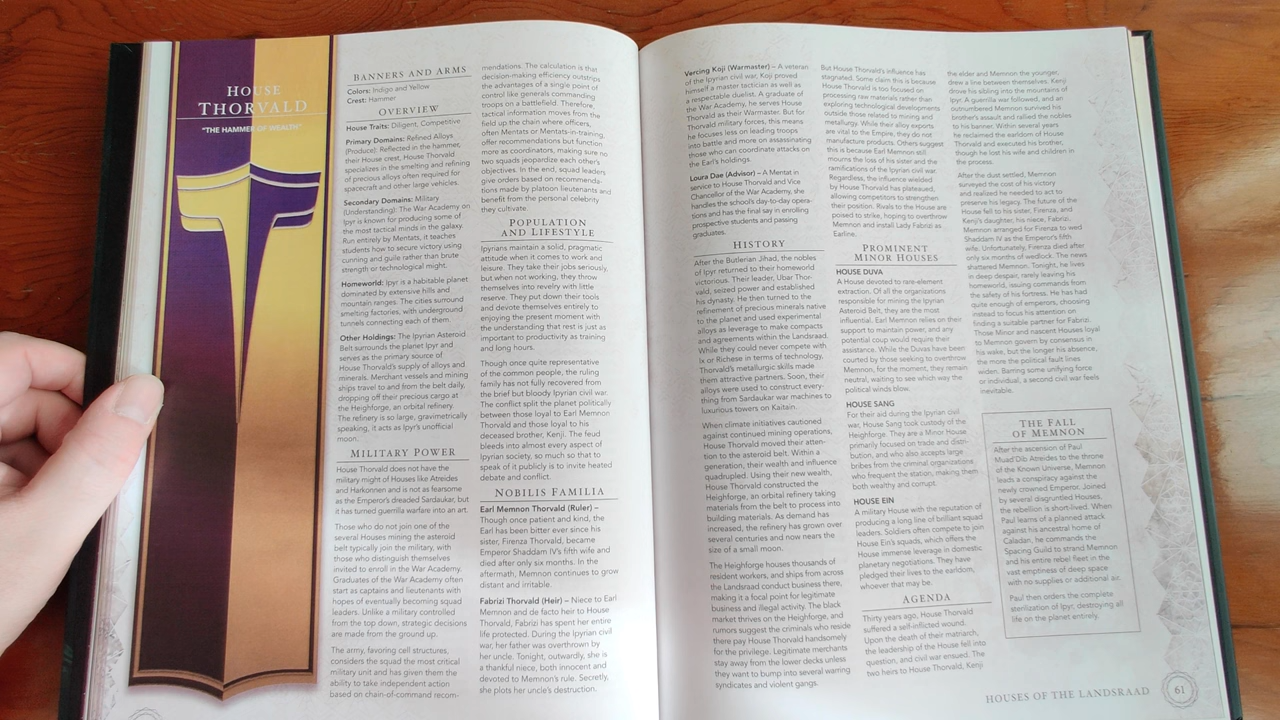 HOUSE
THORVALD
"THE HAMMER OF WEALTH"
BANNERS AND ARMS
Colors: Indigo and Yellow
Crest: Hammer
OVERVIEW
House Traits: Diligent, Competitive
Primary Domains: Refined Alloys
(Produce): Reflected in the hammer,
their House crest, House Thorvald
specializes in the smelting and refining
of precious alloys often required for
spacecraft and other large vehicles.
Secondary Domains: Military
(Understanding): The War Academy on
Ipyr is known for producing some of
the most tactical minds in the galaxy.
Run entirely by Mentats, it teaches
students how to secure victory using
cunning and guile rather than brute
strength or technological might.
Homeworld: Ipyr is a habitable planet
dominated by extensive hills and
mountain ranges. The cities surround
smelting factories, with underground
tunnels connecting each of them.
Other Holdings: The Ipyrian Asteroid
Belt surrounds the planet Ipyr and
serves as the primary source of
House Thorvald's supply of alloys and
minerals. Merchant vessels and mining
ships travel to and from the belt daily,
dropping off their precious cargo at
the Heighforge, an orbital refinery.
The refinery is so large, gravimetrically
speaking, it acts as Ipyr's unofficial
moon.
MILITARY POWER
House Thorvald does not have the
military might of Houses like Atreides
and Harkonnen and is not as fearsome
as the Emperor's dreaded Sardaukar, but
it has turned guerilla warfare into an art.
Those who do not join one of the
several Houses mining the asteroid
belt typically join the military, with
those who distinguish themselves
invited to enroll in the War Academy.
Graduates of the War Academy often
start as captains and lieutenants with
hopes of eventually becoming squad
leaders. Unlike a military controlled
from the top down, strategic decisions
are made from the ground up.
The army, favoring cell structures,
considers the squad the most critical
military unit and has given them the
ability to take independent action
based on chain-of-command recom-
mendations. The calculation is that
decision-making efficiency outstrips
the advantages of a single point of
control like generals commanding
troops on a battlefield. Therefore,
tactical information moves from the
field up the chain where officers,
often Mentats or Mentats-in-training,
offer recommendations but function
more as coordinators, making sure no
two squads jeopardize each other's
objectives. In the end, squad leaders
give orders based on recommenda-
tions made by platoon lieutenants and
benefit from the personal celebrity
they cultivate.
POPULATION
AND LIFESTYLE
Ipyrians maintain a solid, pragmatic
attitude when it comes to work and
leisure. They take their jobs seriously,
but when not working, they throw
themselves into revelry with little
reserve. They put down their tools
and devote themselves entirely to
enjoying the present moment with
the understanding that rest is just as
important to productivity as training
and long hours.
Though once quite representative
of the common people, the ruling
family has not fully recovered from
the brief but bloody Ipyrian civil war.
The conflict split the planet politically
between those loyal to Earl Memnon
Thorvald and those loyal to his
deceased brother, Kenji. The feud
bleeds into almost every aspect of
Ipyrian society, so much so that to
speak of it publicly is to invite heated
debate and conflict.
NOBILIS FAMILIA
Earl Memnon Thorvald (Ruler) –
Though once patient and kind, the
Earl has been bitter ever since his
sister, Firenza Thorvald, became
Emperor Shaddam IV's fifth wife and
died after only six months. In the
aftermath, Memnon continues to grow
distant and irritable.
Fabrizi Thorvald (Heir) – Niece to Earl
Memnon and de facto heir to House
Thorvald, Fabrizi has spent her entire
life protected. During the Ipyrian civil
war, her father was overthrown by
her uncle. Tonight, outwardly, she is
a thankful niece, both innocent and
devoted to Memnon's rule. Secretly,
she plots her uncle's destruction.
Vercing Koji (Warmaster) – A veteran
of the Ipyrian civil war, Koji proved
himself a master tactician as well as
a respectable duelist. A graduate of
the War Academy, he serves House
Thorvald as their Warmaster. But for
Thorvald military forces, this means
he focuses less on leading troops
into battle and more on assassinating
those who can coordinate attacks on
the Earl's holdings.
Loura Dae (Advisor) – A Mentat in
service to House Thorvald and Vice
Chancellor of the War Academy, she
handles the school's day-to-day opera-
tions and has the final say in enrolling
prospective students and passing
graduates.
HISTORY
After the Butlerian Jihad, the nobles
of Ipyr returned to their homeworld
victorious. Their leader, Ubar Thor-
vald, seized power and established
his dynasty. He then turned to the
refinement of precious minerals native
to the planet and used experimental
alloys as leverage to make compacts
and agreements within the Landsraad.
While they could never compete with
Ix or Richese in terms of technology,
Thorvald's metallurgic skills made
them attractive partners. Soon, their
alloys were used to construct every-
thing from Sardaukar war machines to
luxurious towers on Kaitain.
When climate initiatives cautioned
against continued mining operations,
House Thorvald moved their atten-
tion to the asteroid belt. Within a
generation, their wealth and influence
quadrupled. Using their new wealth,
House Thorvald constructed the
Heighforge, an orbital refinery taking
materials from the belt to process into
building materials. As demand has
increased, the refinery has grown over
several centuries and now nears the
size of a small moon.
The Heighforge houses thousands of
resident workers, and ships from across
the Landsraad conduct business there,
making it a focal point for legitimate
business and illegal activity. The black
market thrives on the Heighforge, and
rumors suggest the criminals who reside
there pay House Thorvald handsomely
for the privilege. Legitimate merchants
stay away from the lower decks unless
they want to bump into several warring
syndicates and violent gangs.
But House Thorvald's influence has
stagnated. Some claim this is because
House Thorvald is too focused on
processing raw materials rather than
exploring technological developments
outside those related to mining and
metallurgy. While their alloy exports
are vital to the Empire, they do not
manufacture products. Others suggest
this is because Earl Memnon still
mourns the loss of his sister and the
ramifications of the Ipyrian civil war.
Regardless, the influence wielded
by House Thorvald has plateaued,
allowing competitors to strengthen
their position. Rivals to the House are
poised to strike, hoping to overthrow
Memnon and install Lady Fabrizi as
Earline.
PROMINENT
MINOR HOUSES
HOUSE DUVA
A House devoted to rare-element
extraction. Of all the organizations
responsible for mining the Ipyrian
Asteroid Belt, they are the most
influential. Earl Memnon relies on their
support to maintain power, and any
potential coup would require their
assistance. While the Duvas have been
courted by those seeking to overthrow
Memnon, for the moment, they remain
neutral, waiting to see which way the
political winds blow.
HOUSE SANG
For their aid during the Ipyrian civil
war, House Sang took custody of the
Heighforge. They are a Minor House
primarily focused on trade and distri-
bution, and who also accepts large
bribes from the criminal organizations
who frequent the station, making them
both wealthy and corrupt.
HOUSE EIN
A military House with the reputation of
producing a long line of brilliant squad
leaders. Soldiers often compete to join
House Ein's squads, which offers the
House immense leverage in domestic
planetary negotiations. They have
pledged their lives to the earldom,
whoever that may be.
AGENDA
Thirty years ago, House Thorvald
suffered a self-inflicted wound.
Upon the death of their matriarch,
the leadership of the House fell into
question, and civil war ensued. The
two heirs to House Thorvald, Kenji
the elder and Memnon the younger,
drew a line between themselves, Kenji
drove his sibling into the mountains of
Ipyr. A guerrilla war followed, and an
outnumbered Memnon survived his
brother's assault and rallied the nobles
to his banner. Within several years
he reclaimed the earldom of House
Thorvald and executed his brother,
though he lost his wife and children in
the process.
After the dust settled, Memnon
surveyed the cost of his victory
and realized he needed to act to
preserve his legacy. The future of the
House fell to his sister, Firenza, and
Kenji's daughter, his niece, Fabrizi.
Memnon arranged for Firenza to wed
Shaddam IV as the Emperor's fifth
wife. Unfortunately, Firenza died after
only six months of wedlock. The news
shattered Memnon. Tonight, he lives
in deep despair, rarely leaving his
homeworld, issuing commands from
the safety of his fortress. He has had
quite enough of emperors, choosing
instead to focus his attention on
finding a suitable partner for Fabrizi.
Those Minor and nascent Houses loyal
to Memnon govern by consensus in
his wake, but the longer his absence,
the more the political fault lines
widen. Barring some unifying force
or individual, a second civil war feels
inevitable.
THE FALL
OF MEMNON
After the ascension of Paul
Muad'Dib Atreides to the throne
of the Known Universe, Memnon
leads a conspiracy against the
newly crowned Emperor. Joined
by several disgruntled Houses,
the rebellion is short-lived. When
Paul learns of a planned attack
against his ancestral home of
Caladan, he commands the
Spacing Guild to strand Memnon
and his entire rebel fleet in the
vast emptiness of deep space
with no supplies or additional air.
Paul then orders the complete
sterilization of Ipyr, destroying all
life on the planet entirely.
HOUSES OF THE LANDSRAAD
61